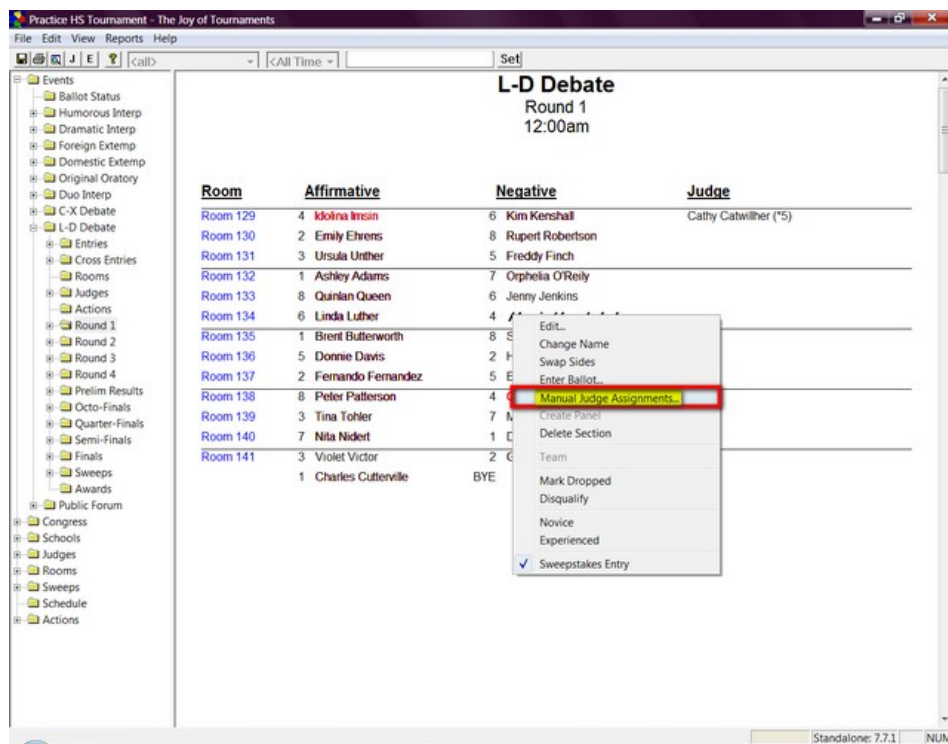 Practice HS Tournament - The Joy of Tournaments
File Edit View Reports Help
J E ? <all> <All Time Set
Events
Ballot Status
Humorous Interp
Dramatic Interp
Foreign Extemp
Domestic Extemp
Original Oratory
Duo Interp
C-X Debate
L-D Debate
Entries
Cross Entries
Rooms
Judges
Actions
Round 1
Round 2
Round 3
Round 4
Prelim Results
Octo-Finals
Quarter-Finals
Semi-Finals
Finals
Sweeps
Awards
Public Forum
Congress
Schools
Judges
Rooms
Sweeps
Schedule
Actions
L-D Debate
Round 1
12:00am
Room Affirmative Negative Judge
Room 129 4 Idolina Imsin 6 Kim Kenshall Cathy Catwillher (*5)
Room 130 2 Emily Ehrens 8 Rupert Robertson
Room 131 3 Ursula Unther 5 Freddy Finch
Room 132 1 Ashley Adams 7 Orphelia O'Reily
Room 133 8 Quinlan Queen 6 Jenny Jenkins
Room 134 6 Linda Luther 4
Room 135 1 Brent Butterworth 8 S
Room 136 5 Donnie Davis 2 H
Room 137 2 Fernando Fernandez 5 E
Room 138 8 Peter Patterson 4
Room 139 3 Tina Tohler 7
Room 140 7 Nita Nidert 1 D
Room 141 3 Violet Victor 2 G
1 Charles Cutterville BYE
Edit...
Change Name
Swap Sides
Enter Ballot...
Manual Judge Assignments...
Create Panel
Delete Section
Team
Mark Dropped
Disqualify
Novice
Experienced
Sweepstakes Entry
Standalone: 7.7.1 NUM